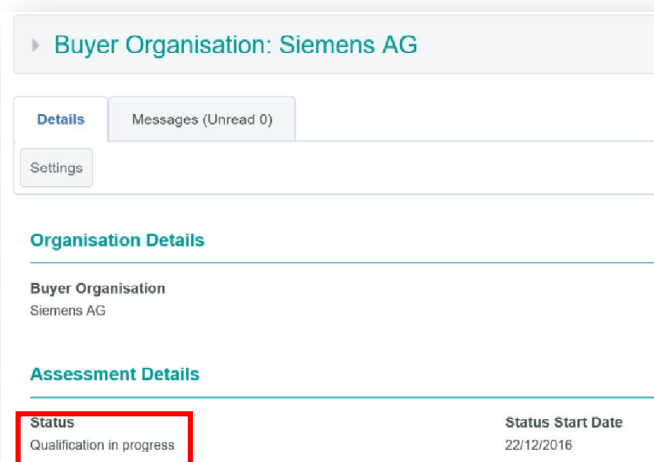 Buyer Organisation: Siemens AG
Details
Messages (Unread 0)
Settings
Organisation Details
Buyer Organisation
Siemens AG
Assessment Details
Status
Status Start Date
Qualification in progress
22/12/2016